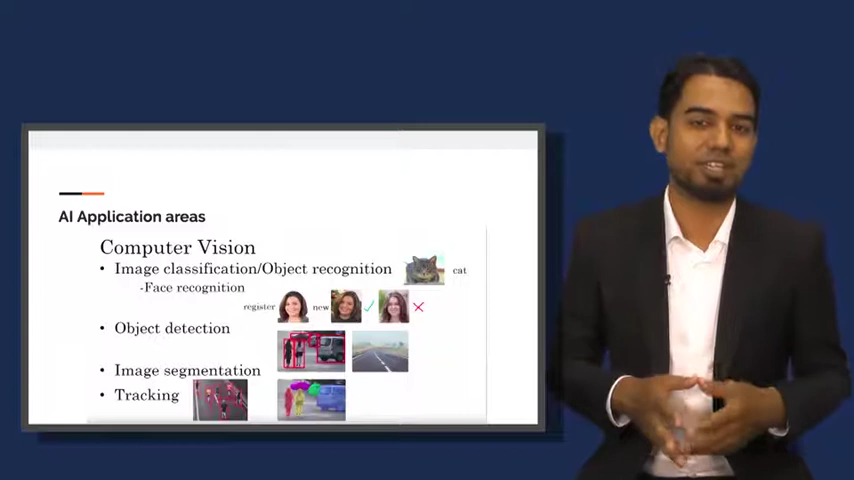 AI Application areas
Computer Vision
• Image classification/Object recognition cat
-Face recognition
register new
• Object detection
• Image segmentation
• Tracking